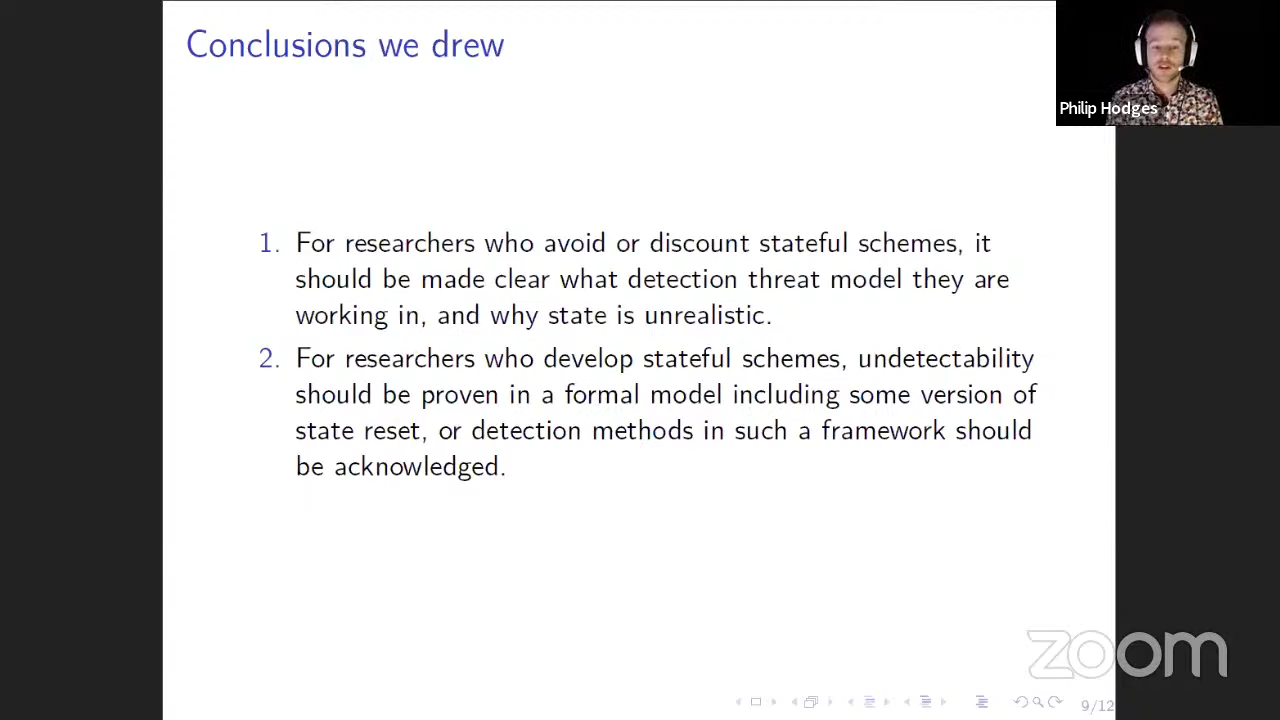 Conclusions we drew
Philip Hodges
1. For researchers who avoid or discount stateful schemes, it
should be made clear what detection threat model they are
working in, and why state is unrealistic.
2. For researchers who develop stateful schemes, undetectability
should be proven in a formal model including some version of
state reset, or detection methods in such a framework should
be acknowledged.
zoom
9/12